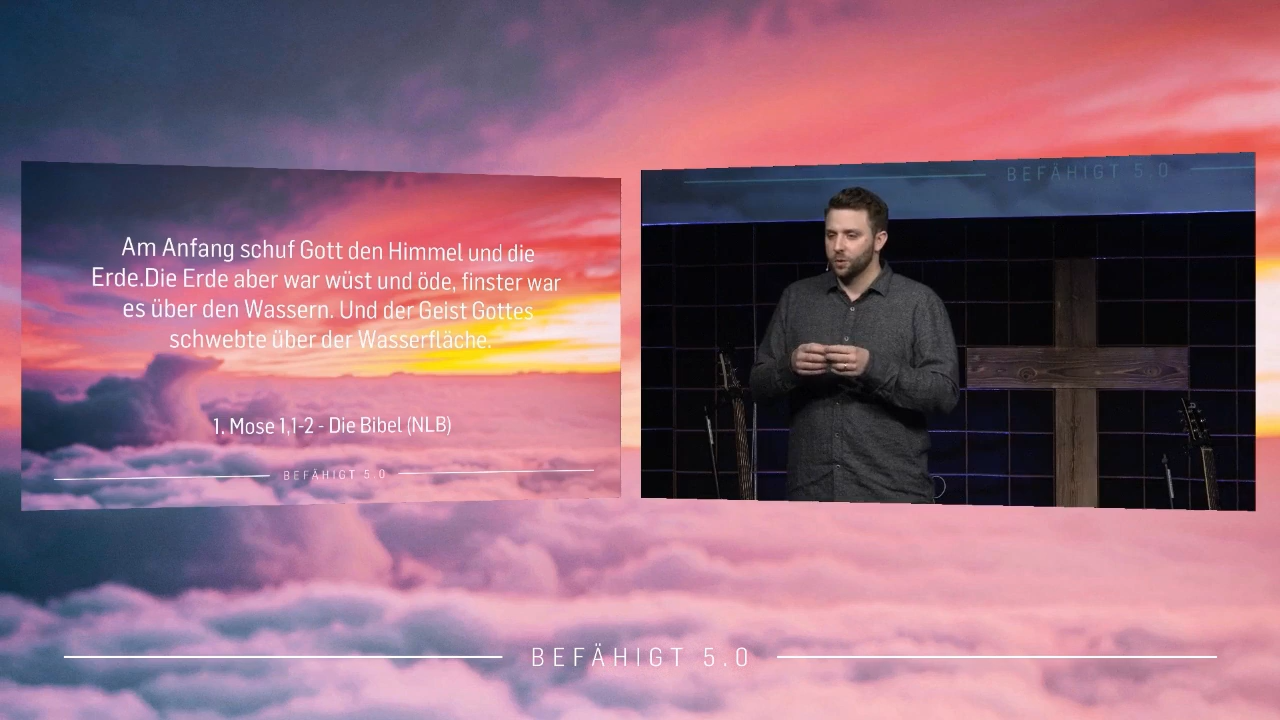 Am Anfang schuf Gott den Himmel und die
Erde.Die Erde aber war wüst und öde, finster war
es über den Wassern. Und der Geist Gottes
schwebte über der Wasserfläche.
1. Mose 1,1-2 - Die Bibel (NLB)
BEFÄHIGT 5.0
BEFÄHIGT 5.0
BEFÄHIGT 5.0